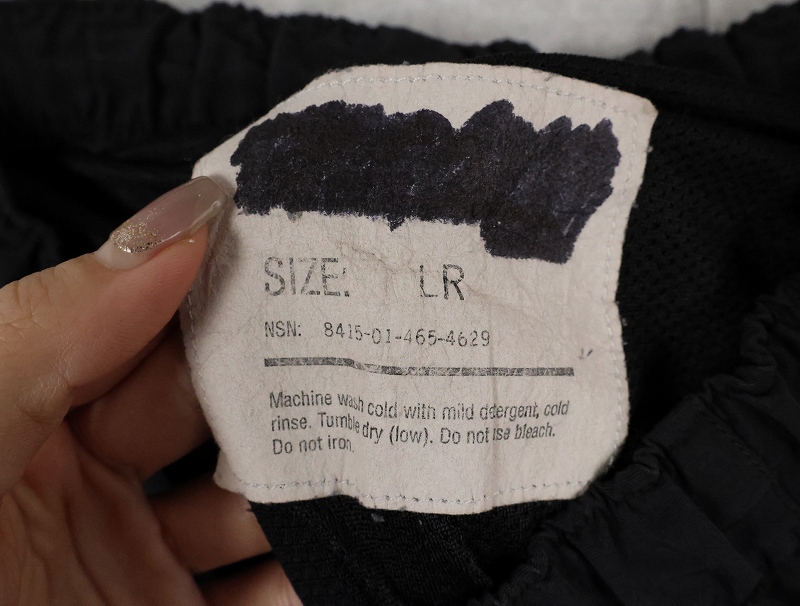 SIZE: LR
NSN: 8415-01-465-4629
Machine wash cold with mild detergent, cold
rinse. Tumble dry (low). Do not use bleach.
Do not iron.